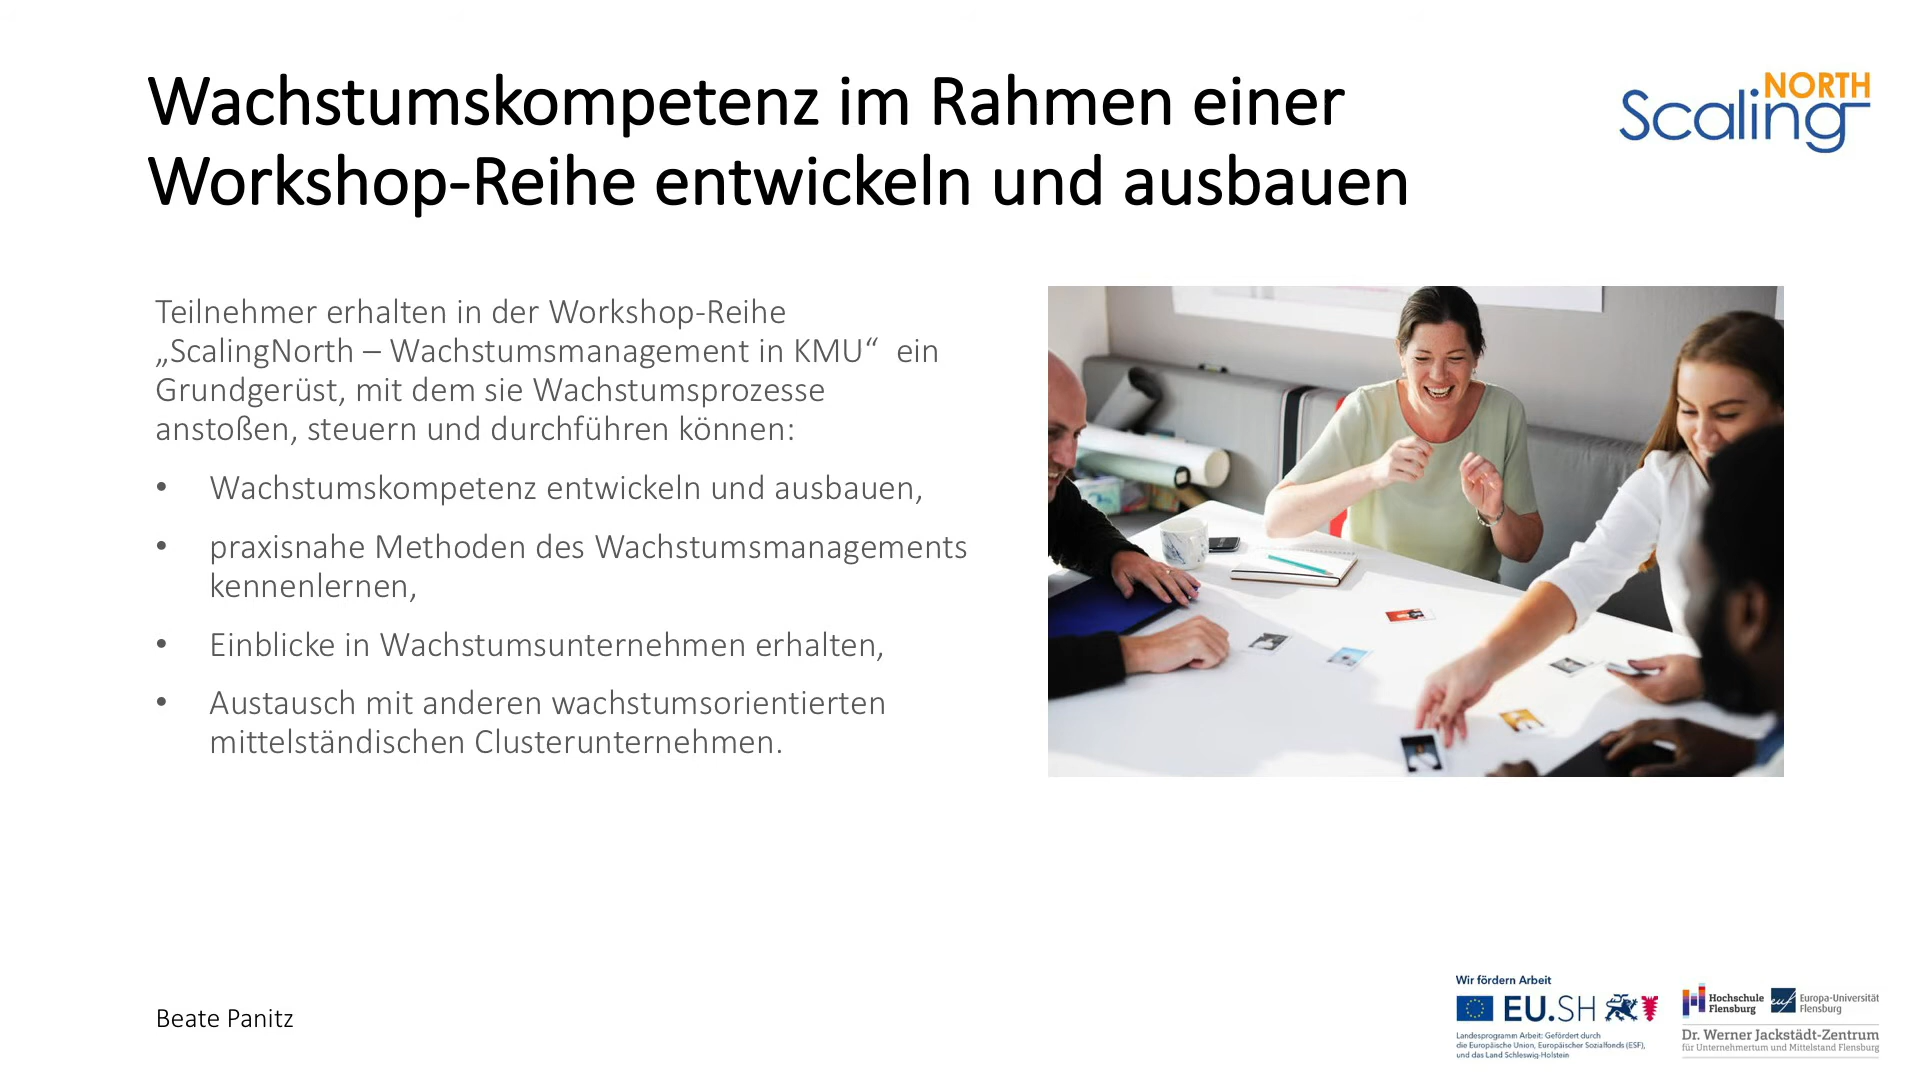 Wachstumskompetenz im Rahmen einer
Workshop-Reihe entwickeln und ausbauen
Scaling NORTH
Teilnehmer erhalten in der Workshop-Reihe
„ScalingNorth – Wachstumsmanagement in KMU“ ein
Grundgerüst, mit dem sie Wachstumsprozesse
anstoßen, steuern und durchführen können:
• Wachstumskompetenz entwickeln und ausbauen,
• praxisnahe Methoden des Wachstumsmanagements
kennenlernen,
• Einblicke in Wachstumsunternehmen erhalten,
• Austausch mit anderen wachstumsorientierten
mittelständischen Clusterunternehmen.
Beate Panitz
Wir fördern Arbeit
EU.SH
Landesprogramm Arbeit: Gefördert durch
die Europäische Union, Europäischer Sozialfonds (ESF),
und das Land Schleswig-Holstein
Hochschule
Flensburg
euf
Europa-Universität
Flensburg
Dr. Werner Jackstädt-Zentrum
für Unternehmertum und Mittelstand Flensburg